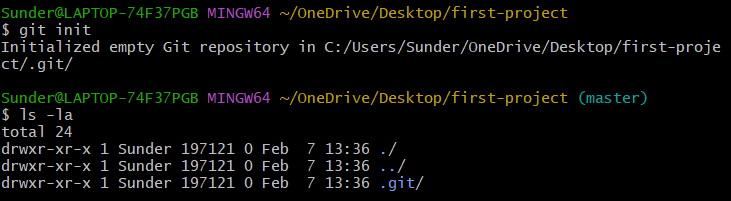 Sunder@LAPTOP-74F37PGB MINGW64 ~/OneDrive/Desktop/first-project
$ git init
Initialized empty Git repository in C:/Users/Sunder/OneDrive/Desktop/first-proje
ct/.git/
Sunder@LAPTOP-74F37PGB MINGW64 ~/OneDrive/Desktop/first-project (master)
$ ls -la
total 24
drwxr-xr-x 1 Sunder 197121 0 Feb  7 13:36 ./
drwxr-xr-x 1 Sunder 197121 0 Feb  7 13:36 ../
drwxr-xr-x 1 Sunder 197121 0 Feb  7 13:36 .git/